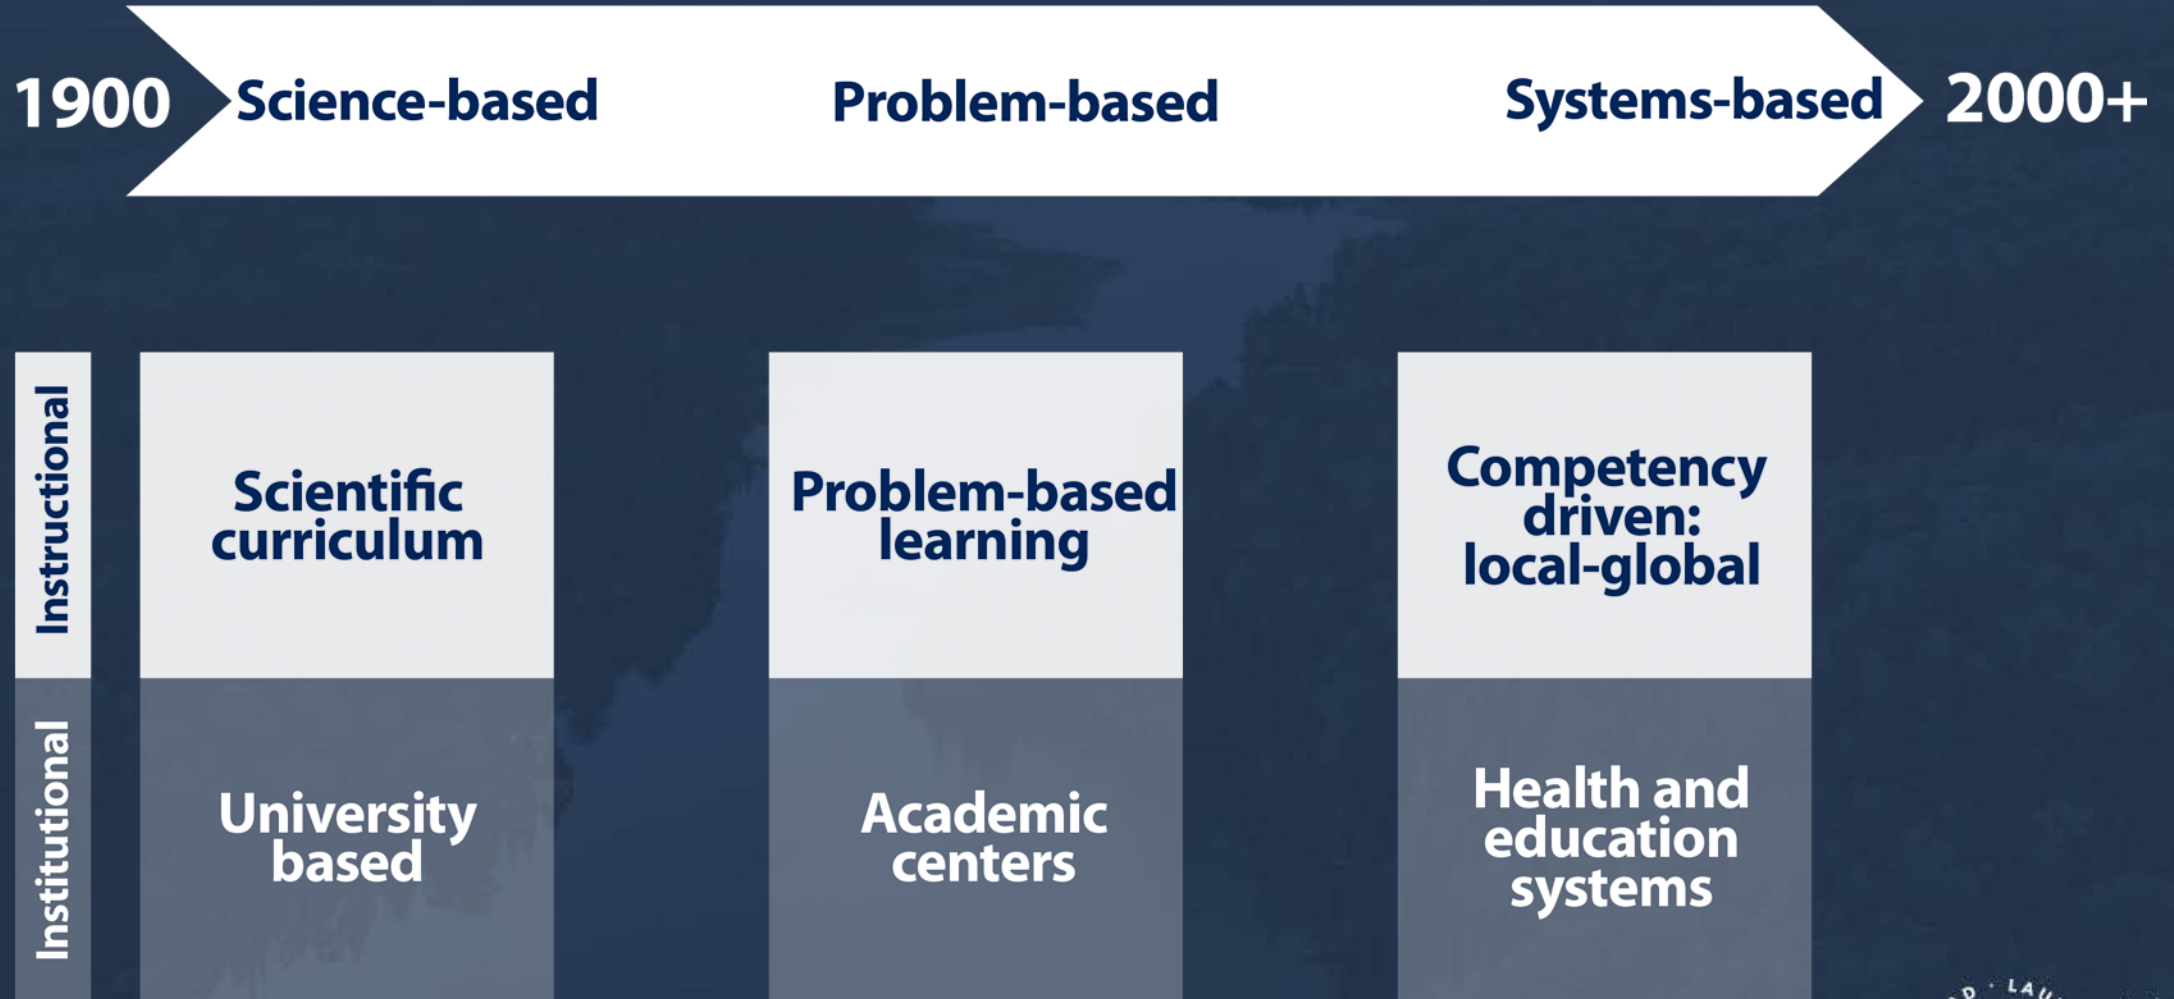 1900
Science-based
Problem-based
Systems-based
2000+
Instructional
Scientific
curriculum
Problem-based
learning
Competency
driven:
local-global
Institutional
University
based
Academic
centers
Health and
education
systems